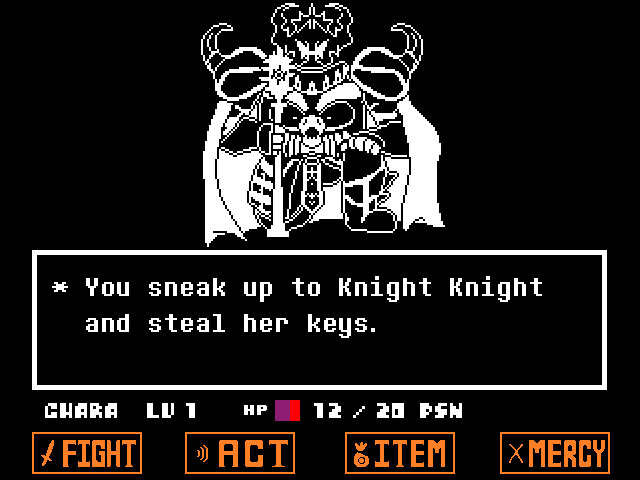 * You sneak up to Knight Knight
and steal her keys.
CHARA LV 1 HP 12 / 20 PSN
FIGHT ACT ITEM MERCY